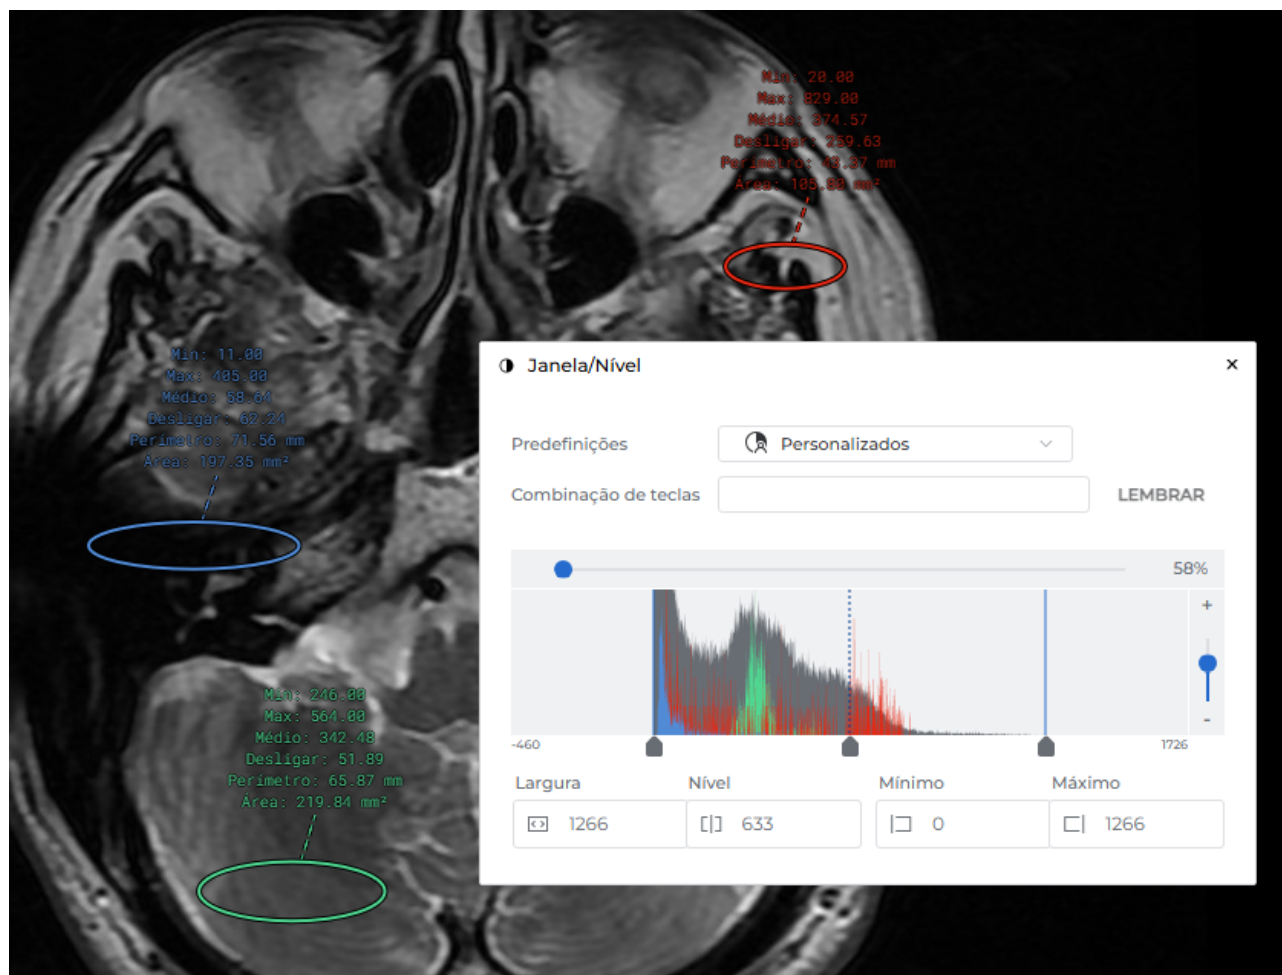 Min: 20.00
Max: 829.00
Médio: 374.57
Desligar: 259.63
Perímetro: 43.37 mm
Área: 105.88 mm²
Min: 11.00
Max: 405.00
Médio: 58.64
Desligar: 62.24
Perímetro: 71.56 mm
Área: 197.35 mm²
Min: 246.00
Max: 564.00
Médio: 342.48
Desligar: 51.89
Perímetro: 65.87 mm
Área: 219.84 mm²
Janela/Nível
Predefinições Personalizados
Combinação de teclas LEMBRAR
58%
+
-
-460 1726
Largura Nível Mínimo Máximo
1266 633 0 1266